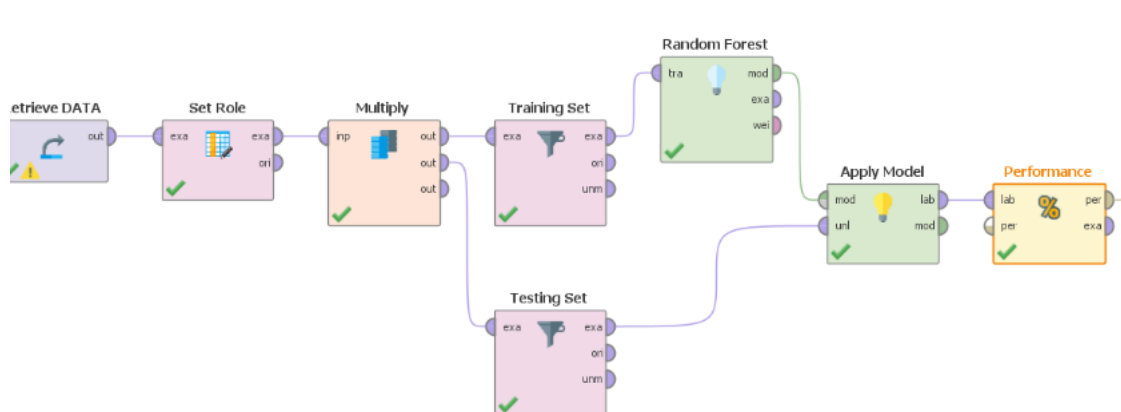 Random Forest
tra mod
exa
wei
etrieve DATA
out
Set Role
exa exa
ori
Multiply
inp out
out
out
Training Set
exa exa
ori
unm
Apply Model
mod lab
unl mod
Performance
%
lab per
per exa
Testing Set
exa exa
ori
unm